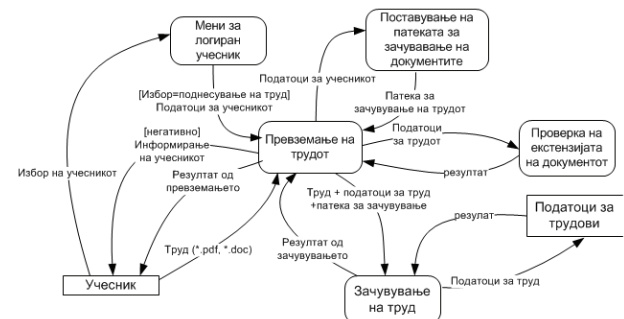 Мени за
логиран
учесник
Поставување на
патеката за
зачувавање на
документите
Податоци за учесникот
[Избор=поднесување на труд]
Податоци за учесникот
Патека за
зачувување на трудот
[негативно]
Информирање
на учесникот
Превземање на
трудот
Податоци
за трудот
Проверка на
екстензијата
на документот
Избор на учесникот
Резултат од
превземањето
резултат
Труд + податоци за труд
+патека за зачувување
Податоци за
трудови
резулат
Труд (*.pdf, *.doc)
Резултат од
зачувувањето
Учесник
Зачувување
на труд
Податоци за труд